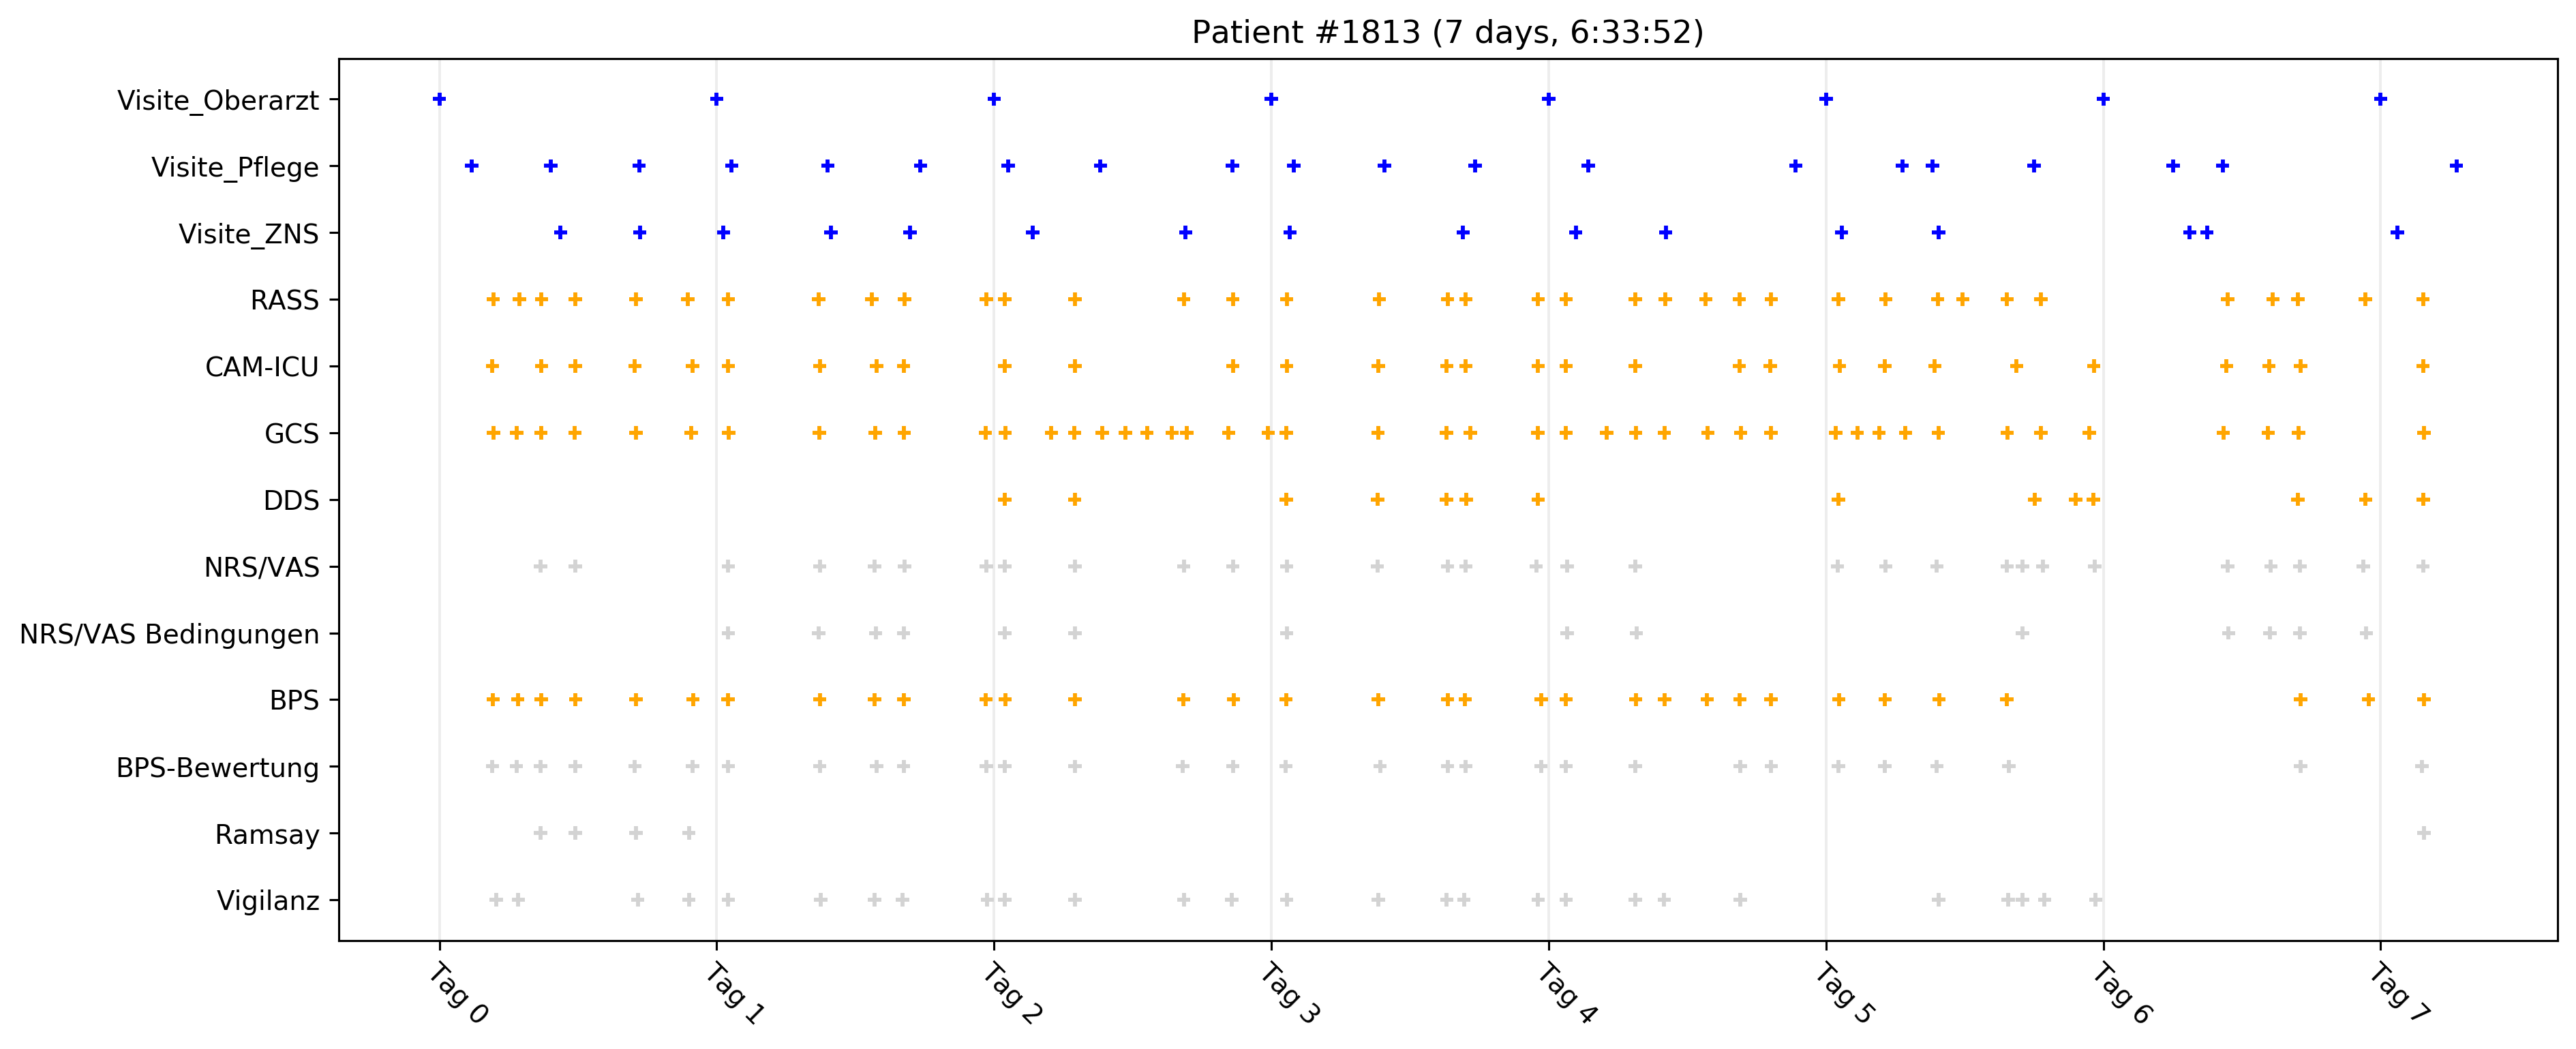 Patient #1813 (7 days, 6:33:52)
Visite_Oberarzt
Visite_Pflege
Visite_ZNS
RASS
CAM-ICU
GCS
DDS
NRS/VAS
NRS/VAS Bedingungen
BPS
BPS-Bewertung
Ramsay
Vigilanz
Tag 0
Tag 1
Tag 2
Tag 3
Tag 4
Tag 5
Tag 6
Tag 7